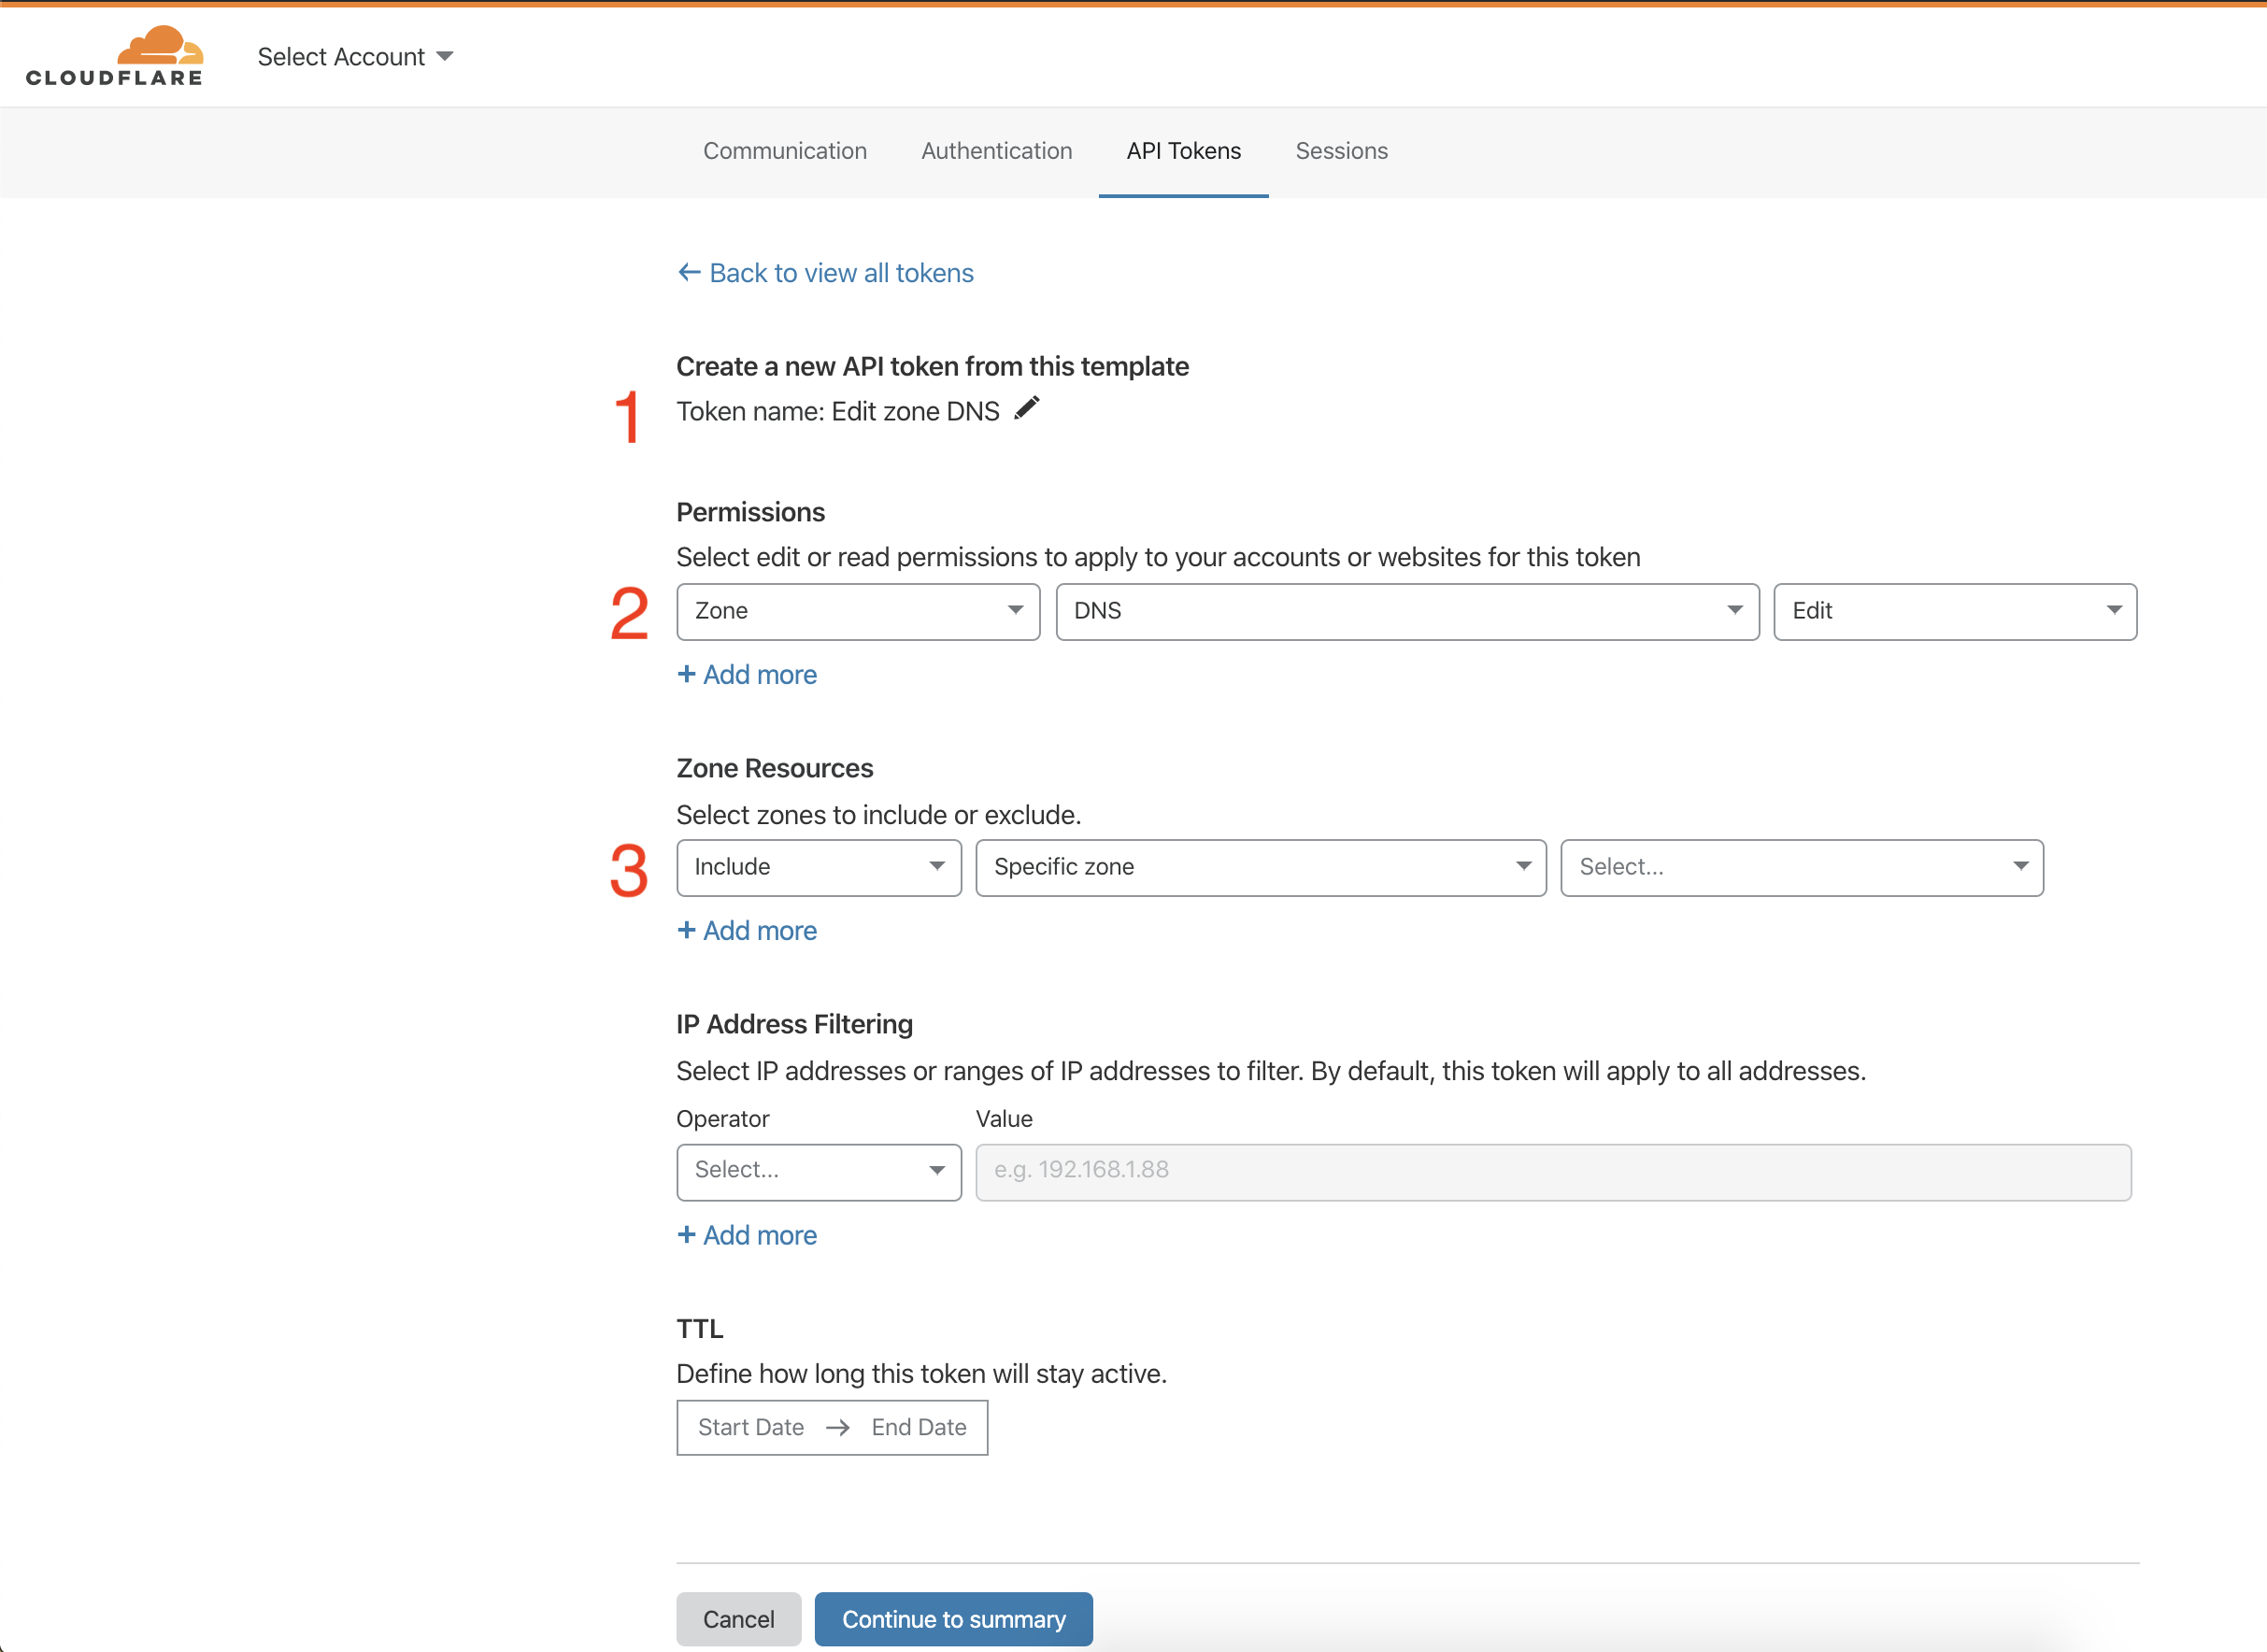 CLOUDFLARE
Select Account
Communication Authentication API Tokens Sessions
← Back to view all tokens
Create a new API token from this template
1 Token name: Edit zone DNS
Permissions
Select edit or read permissions to apply to your accounts or websites for this token
2 Zone DNS Edit
+ Add more
Zone Resources
Select zones to include or exclude.
3 Include Specific zone Select...
+ Add more
IP Address Filtering
Select IP addresses or ranges of IP addresses to filter. By default, this token will apply to all addresses.
Operator Value
Select... e.g. 192.168.1.88
+ Add more
TTL
Define how long this token will stay active.
Start Date → End Date
Cancel Continue to summary